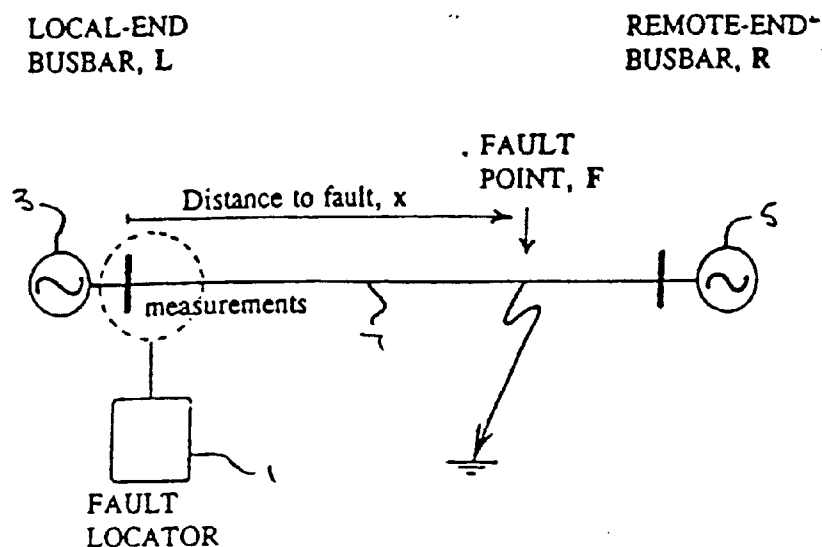 LOCAL-END
BUSBAR, L
REMOTE-END
BUSBAR, R
FAULT
POINT, F
Distance to fault, x
3
5
measurements
7
1
FAULT
LOCATOR